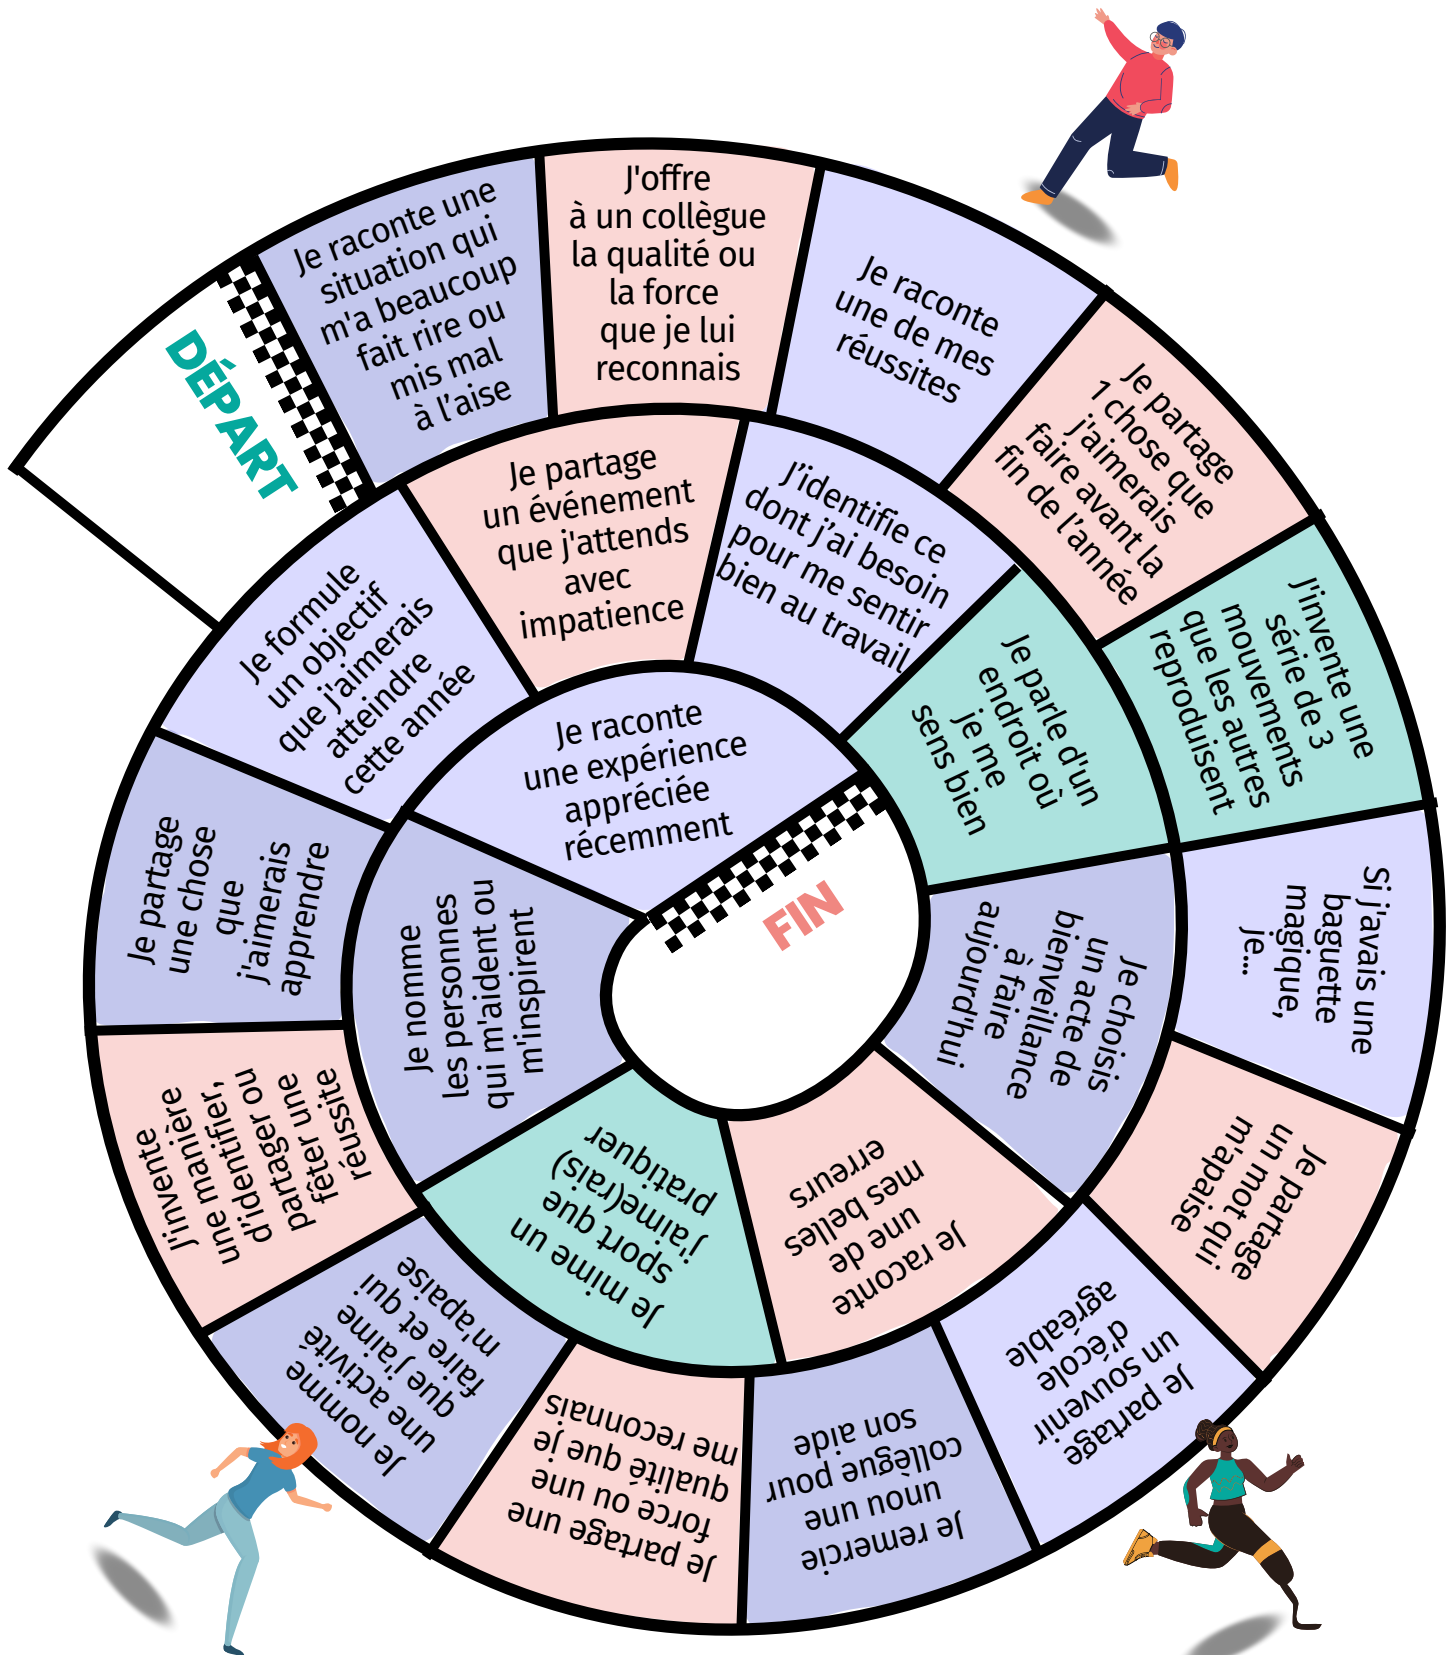 DÉPART
Je raconte une
situation qui
m'a beaucoup
fait rire ou
mis mal
à l’aise
J'offre
à un collègue
la qualité ou
la force
que je lui
reconnais
Je raconte
une de mes
réussites
Je partage
1 chose que
j'aimerais
faire avant la
fin de l’année
J'invente une
série de 3
mouvements
que les autres
reproduisent
Si j'avais une
baguette
magique,
je...
Je partage
un mot qui
m'apaise
Je partage
un souvenir
d'école
agréable
Je remercie
unou une
collègue pour
son aide
Je partage une
force ou une
qualité que je
me reconnais
Je nomme
une activité
que j'aime
faire et qui
m'apaise
J'invente
une manière
d'identifier,
partager ou
fêter une
réussite
Je partage
une chose
que
j'aimerais
apprendre
Je formule
un objectif
que j'aimerais
atteindre
cette année
Je partage
un événement
que j'attends
avec
impatience
J’identifie ce
dont j’ai besoin
pour me sentir
bien au travail
Je parle d'un
endroit où
je me
sens bien
Je choisis
un acte de
bienveillance
à faire
aujourd'hui
Je raconte
une de
mes belles
erreurs
Je mime un
sport que
j'aime(rais)
pratiquer
Je nomme
les personnes
qui m'aident ou
m'inspirent
Je raconte
une expérience
appréciée
récemment
FIN